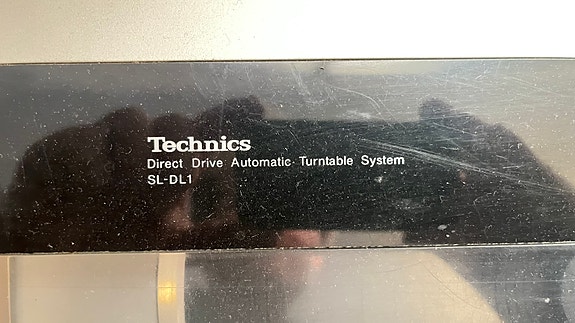 Technics
Direct Drive Automatic Turntable System
SL-DL1